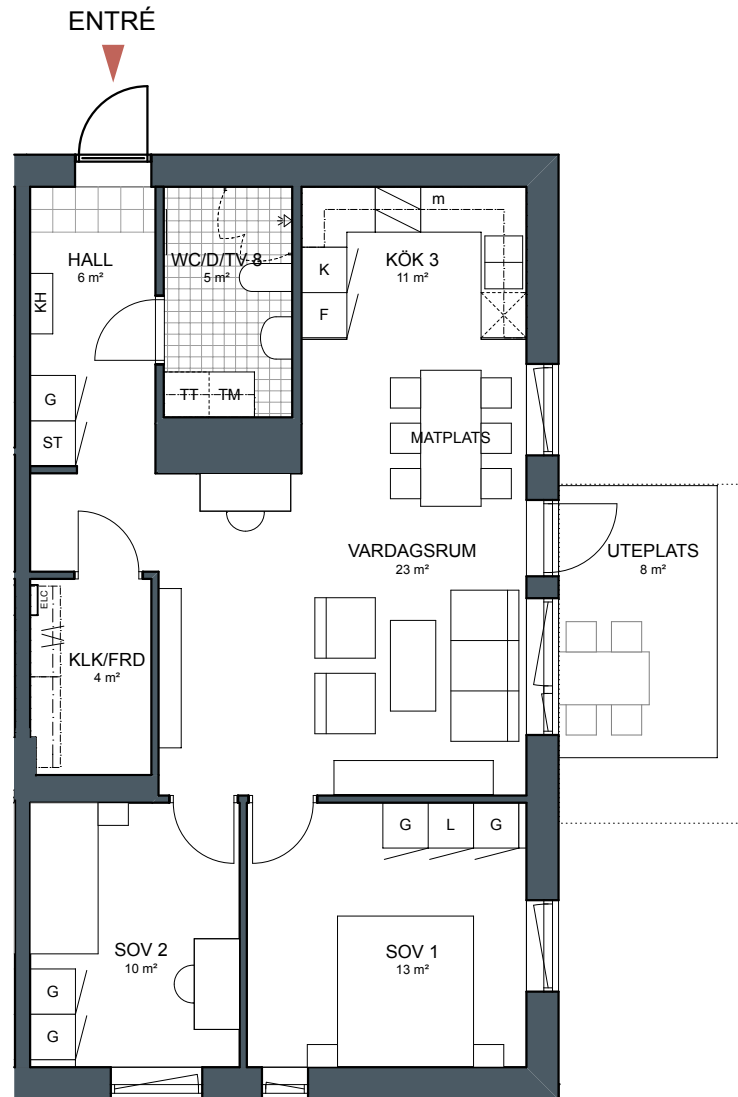 ENTRÉ
HALL
6 m²
WC/D/TV 8
5 m²
KÖK 3
11 m²
m
K
F
KH
G
ST
TT
TM
MATPLATS
VARDAGSRUM
23 m²
UTEPLATS
8 m²
ELC
KLK/FRD
4 m²
G
L
G
SOV 2
10 m²
SOV 1
13 m²
G
G